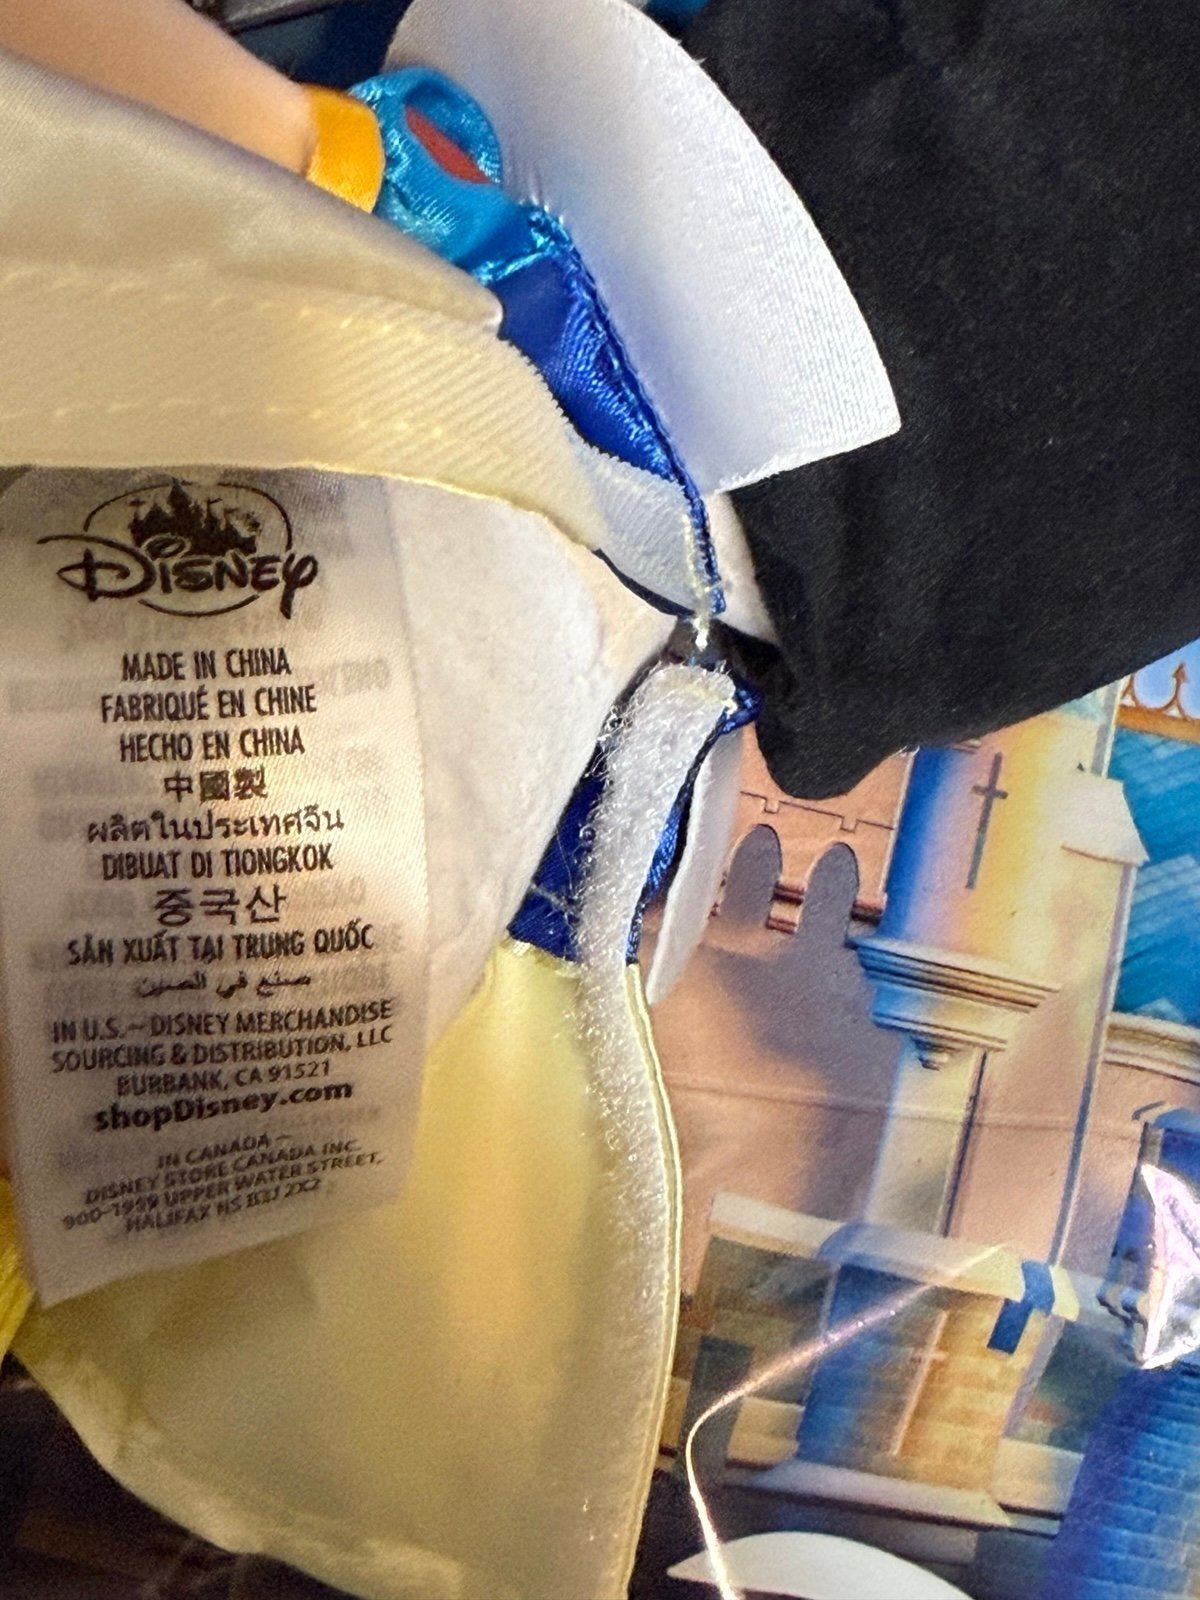 Disney
MADE IN CHINA
FABRIQUÉ EN CHINE
HECHO EN CHINA
中國製
ผลิตในประเทศจีน
DIBUAT DI TIONGKOK
중국산
SẢN XUẤT TẠI TRUNG QUỐC
صنع في الصين
IN U.S.~DISNEY MERCHANDISE
SOURCING & DISTRIBUTION, LLC
BURBANK, CA 91521
shopDisney.com
IN CANADA ~
DISNEY STORE CANADA INC.
900-1959 UPPER WATER STREET,
HALIFAX NS B3J 2X2